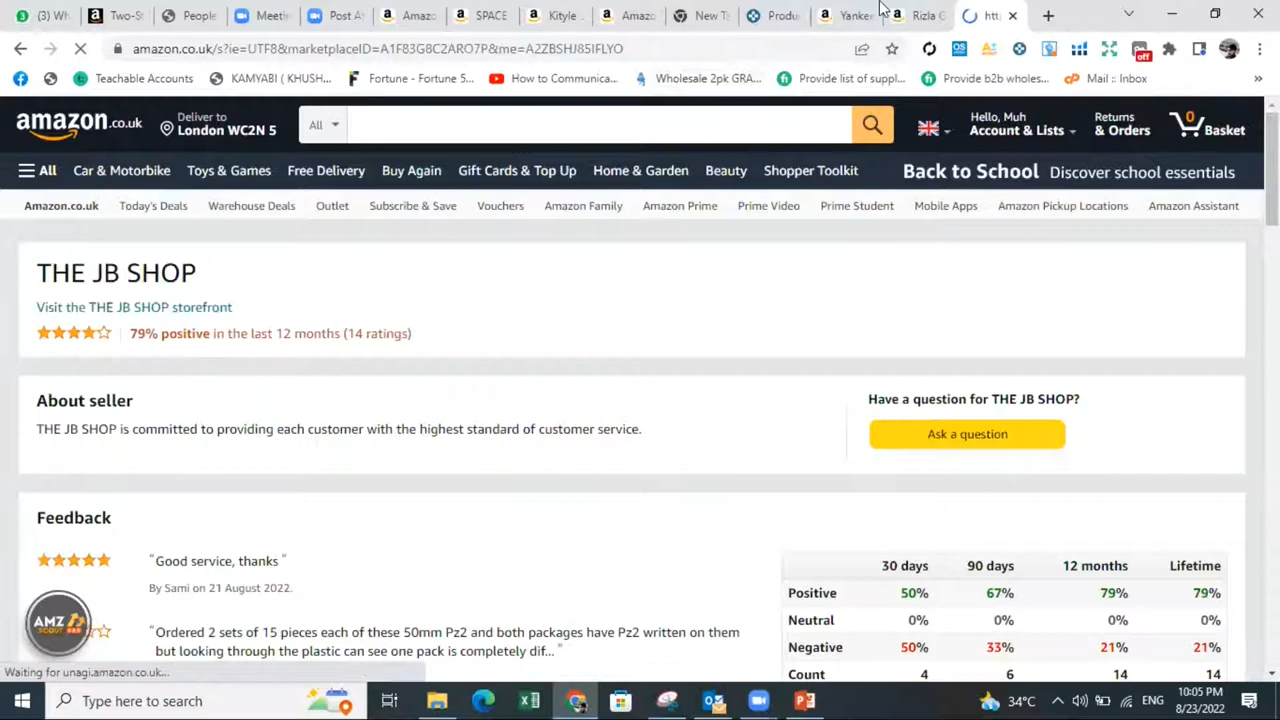 (3) Wh
Two-St
People
Meeti
Post A
Amazo
SPACE
Kityle
Amazo
New T
Produ
Yanke
Rizla G
htt
amazon.co.uk/s?ie=UTF8&marketplaceID=A1F83G8C2ARO7P&me=A2ZBSHJ85IFLYO
Teachable Accounts
KAMYABI ( KHUSH...
Fortune - Fortune 5...
How to Communica...
Wholesale 2pk GRA...
Provide list of suppl...
Provide b2b wholes...
Mail :: Inbox
»
off
amazon.co.uk
Deliver to
London WC2N 5
All
Hello, Muh
Account & Lists
Returns
& Orders
0
Basket
All
Car & Motorbike
Toys & Games
Free Delivery
Buy Again
Gift Cards & Top Up
Home & Garden
Beauty
Shopper Toolkit
Back to School Discover school essentials
Amazon.co.uk
Today's Deals
Warehouse Deals
Outlet
Subscribe & Save
Vouchers
Amazon Family
Amazon Prime
Prime Video
Prime Student
Mobile Apps
Amazon Pickup Locations
Amazon Assistant
THE JB SHOP
Visit the THE JB SHOP storefront
79% positive in the last 12 months (14 ratings)
About seller
THE JB SHOP is committed to providing each customer with the highest standard of customer service.
Have a question for THE JB SHOP?
Ask a question
Feedback
"Good service, thanks "
By Sami on 21 August 2022.
"Ordered 2 sets of 15 pieces each of these 50mm Pz2 and both packages have Pz2 written on them
but looking through the plastic can see one pack is completely dif... "
30 days 90 days 12 months Lifetime
Positive 50% 67% 79% 79%
Neutral 0% 0% 0% 0%
Negative 50% 33% 21% 21%
Count 4 6 14 14
AMZ
SCOUT PRO
Waiting for unagi.amazon.co.uk...
Type here to search
34°C
ENG
10:05 PM
8/23/2022